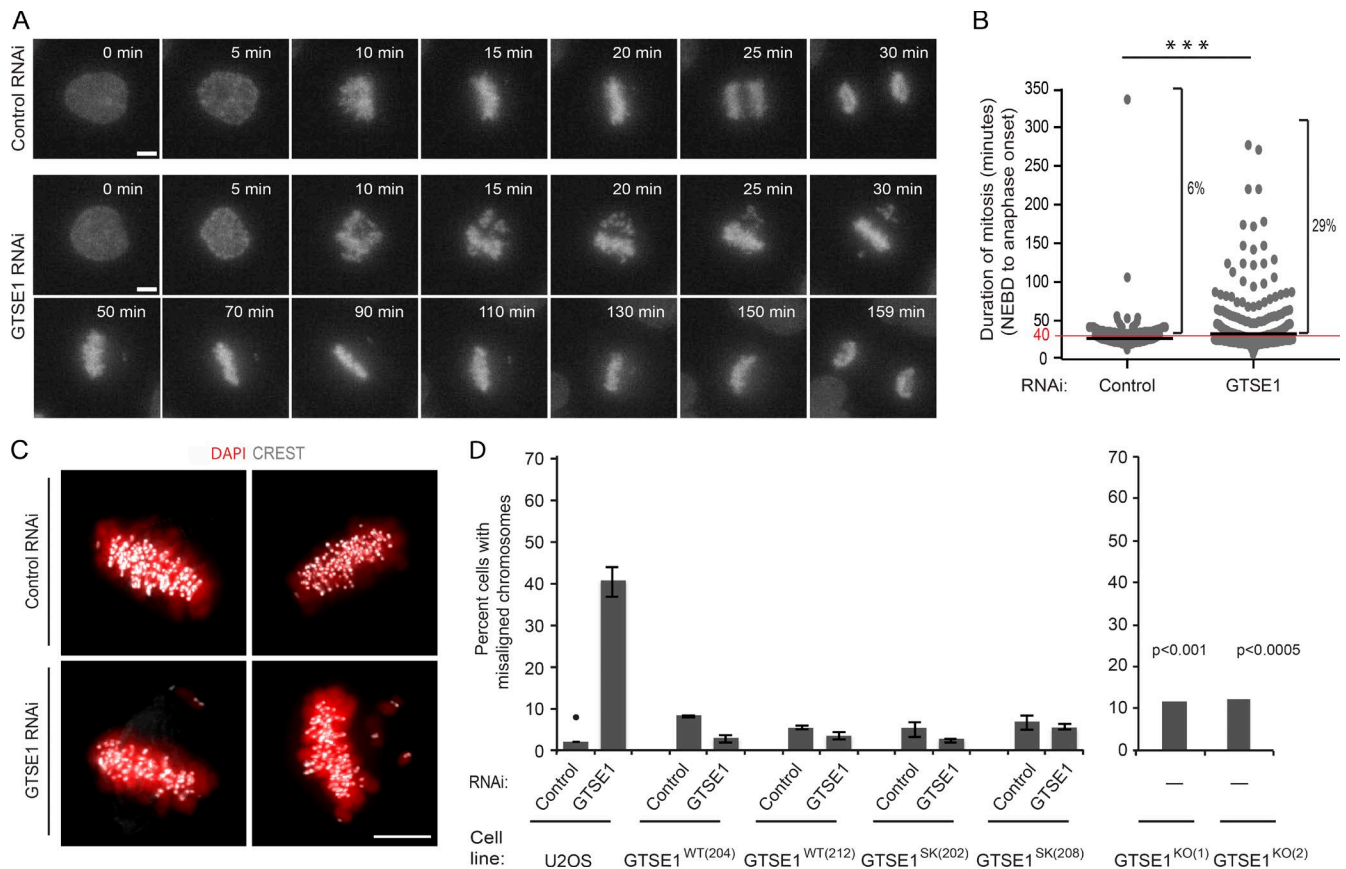 A
Control RNAi
0 min 5 min 10 min 15 min 20 min 25 min 30 min
GTSE1 RNAi
0 min 5 min 10 min 15 min 20 min 25 min 30 min
50 min 70 min 90 min 110 min 130 min 150 min 159 min
B
***
Duration of mitosis (minutes)
(NEBD to anaphase onset)
350
300
250
200
150
100
50
40
0
6%
29%
RNAi: Control GTSE1
C
DAPI CREST
Control RNAi
GTSE1 RNAi
D
Percent cells with
misaligned chromosomes
70
60
50
40
30
20
10
0
RNAi: Control GTSE1 Control GTSE1 Control GTSE1 Control GTSE1 Control GTSE1
Cell
line: U2OS GTSE1WT(204) GTSE1WT(212) GTSE1SK(202) GTSE1SK(208)
70
60
50
40
30
20
10
0
p<0.001 p<0.0005
— —
GTSE1KO(1) GTSE1KO(2)